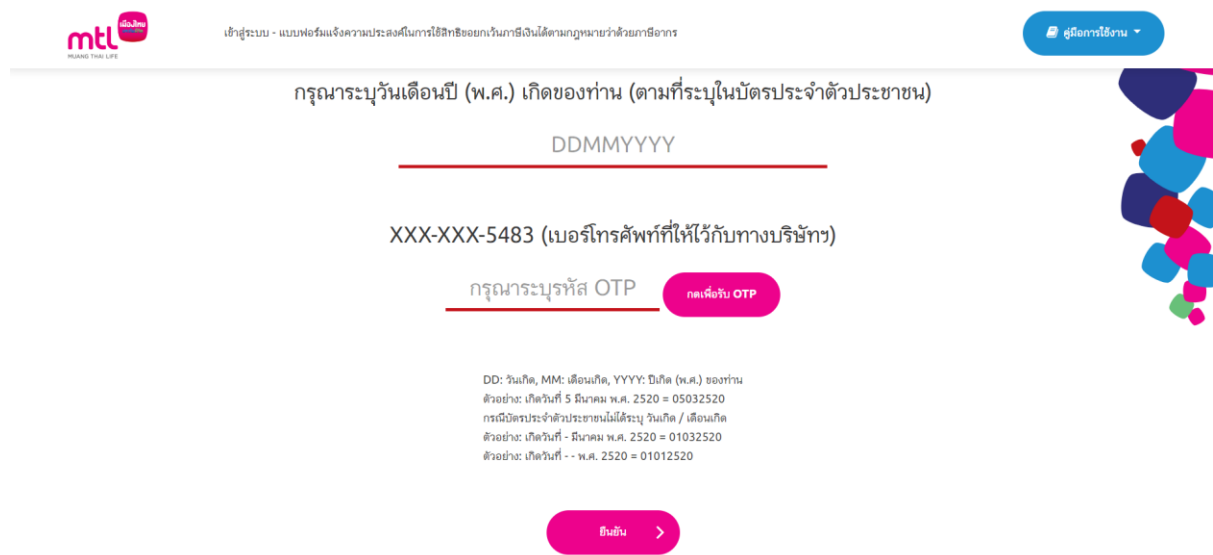 mtl เมืองไทย
MUANG THAI LIFE
เข้าสู่ระบบ - แบบฟอร์มแจ้งความประสงค์ในการใช้สิทธิขอยกเว้นภาษีเงินได้ตามกฎหมายว่าด้วยภาษีอากร
คู่มือการใช้งาน
กรุณาระบุวันเดือนปี (พ.ศ.) เกิดของท่าน (ตามที่ระบุในบัตรประจำตัวประชาชน)
DDMMYYYY
XXX-XXX-5483 (เบอร์โทรศัพท์ที่ให้ไว้กับทางบริษัทฯ)
กรุณาระบุรหัส OTP
กดเพื่อรับ OTP
DD: วันเกิด, MM: เดือนเกิด, YYYY: ปีเกิด (พ.ศ.) ของท่าน
ตัวอย่าง: เกิดวันที่ 5 มีนาคม พ.ศ. 2520 = 05032520
กรณีบัตรประจำตัวประชาชนไม่ได้ระบุ วันเกิด / เดือนเกิด
ตัวอย่าง: เกิดวันที่ - มีนาคม พ.ศ. 2520 = 01032520
ตัวอย่าง: เกิดวันที่ - - พ.ศ. 2520 = 01012520
ยืนยัน